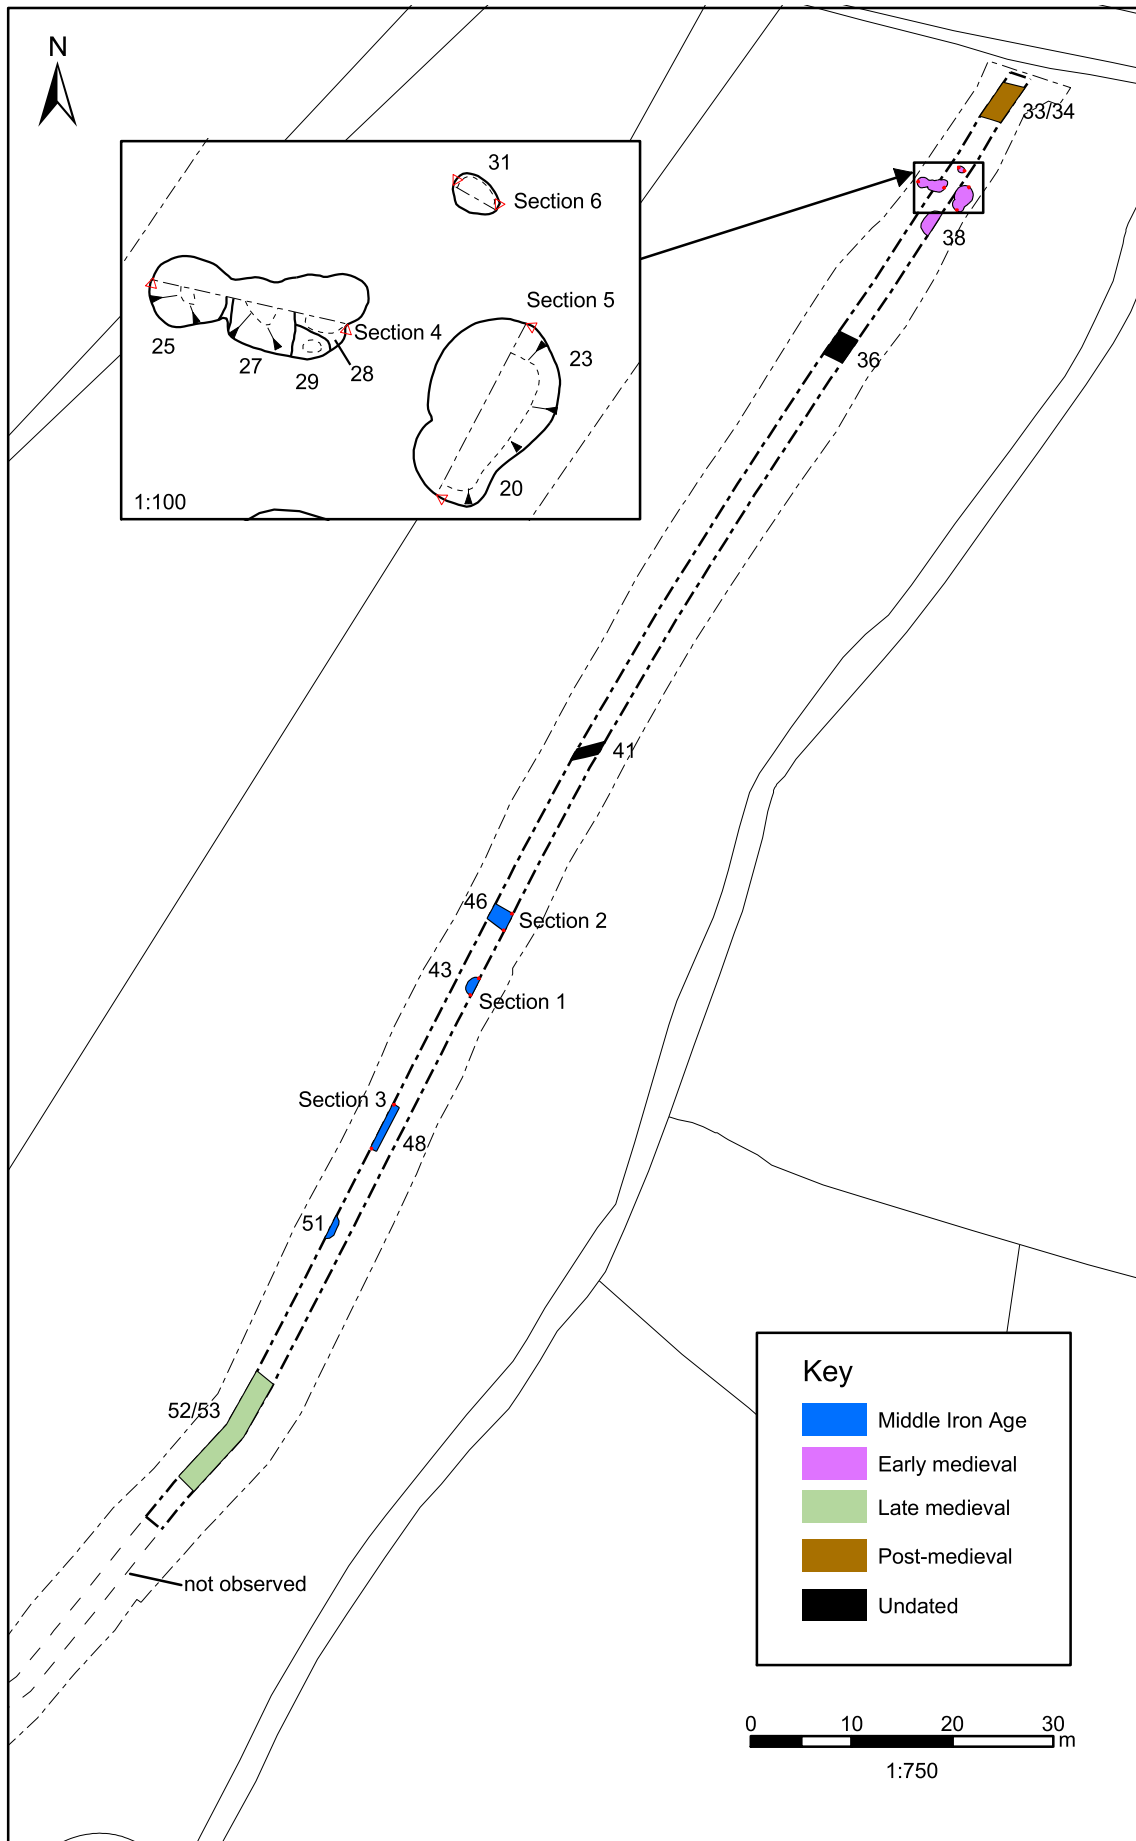 N
33/34
31
Section 6
38
Section 5
Section 4
25
27
29
28
23
36
20
1:100
41
46
Section 2
43
Section 1
Section 3
48
51
52/53
not observed
Key
Middle Iron Age
Early medieval
Late medieval
Post-medieval
Undated
0 10 20 30
m
1:750